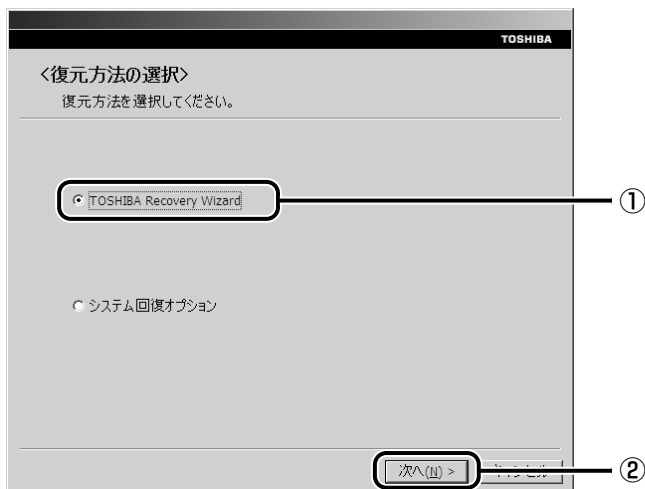 TOSHIBA
<復元方法の選択>
復元方法を選択してください。
TOSHIBA Recovery Wizard
①
システム回復オプション
次へ(N) >
②